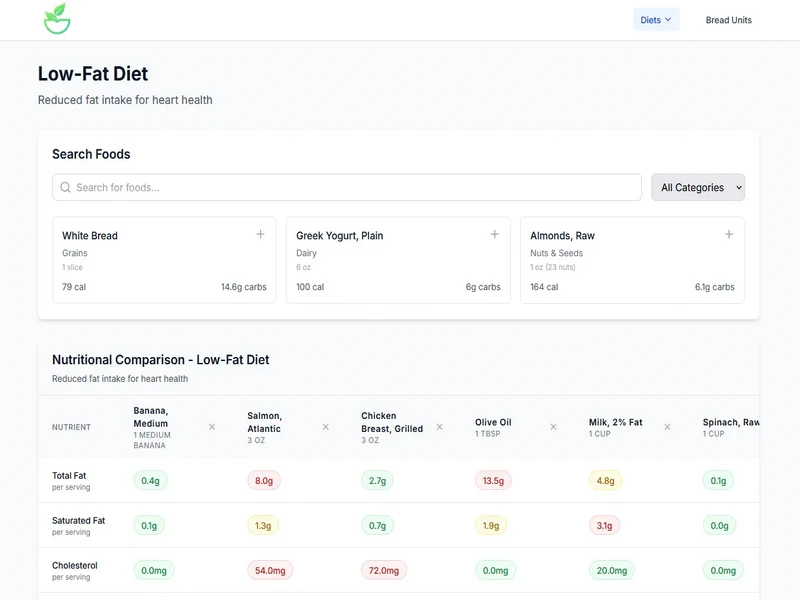 Diets
Bread Units
Low-Fat Diet
Reduced fat intake for heart health
Search Foods
Search for foods...
All Categories
White Bread
Grains
1 slice
79 cal
14.6g carbs
Greek Yogurt, Plain
Dairy
6 oz
100 cal
6g carbs
Almonds, Raw
Nuts & Seeds
1 oz (23 nuts)
164 cal
6.1g carbs
Nutritional Comparison - Low-Fat Diet
Reduced fat intake for heart health
NUTRIENT
Banana,
Medium
1 MEDIUM
BANANA
Salmon,
Atlantic
3 OZ
Chicken
Breast, Grilled
3 OZ
Olive Oil
1 TBSP
Milk, 2% Fat
1 CUP
Spinach, Raw
1 CUP
Total Fat
per serving
0.4g
8.0g
2.7g
13.5g
4.8g
0.1g
Saturated Fat
per serving
0.1g
1.3g
0.7g
1.9g
3.1g
0.0g
Cholesterol
per serving
0.0mg
54.0mg
72.0mg
0.0mg
20.0mg
0.0mg